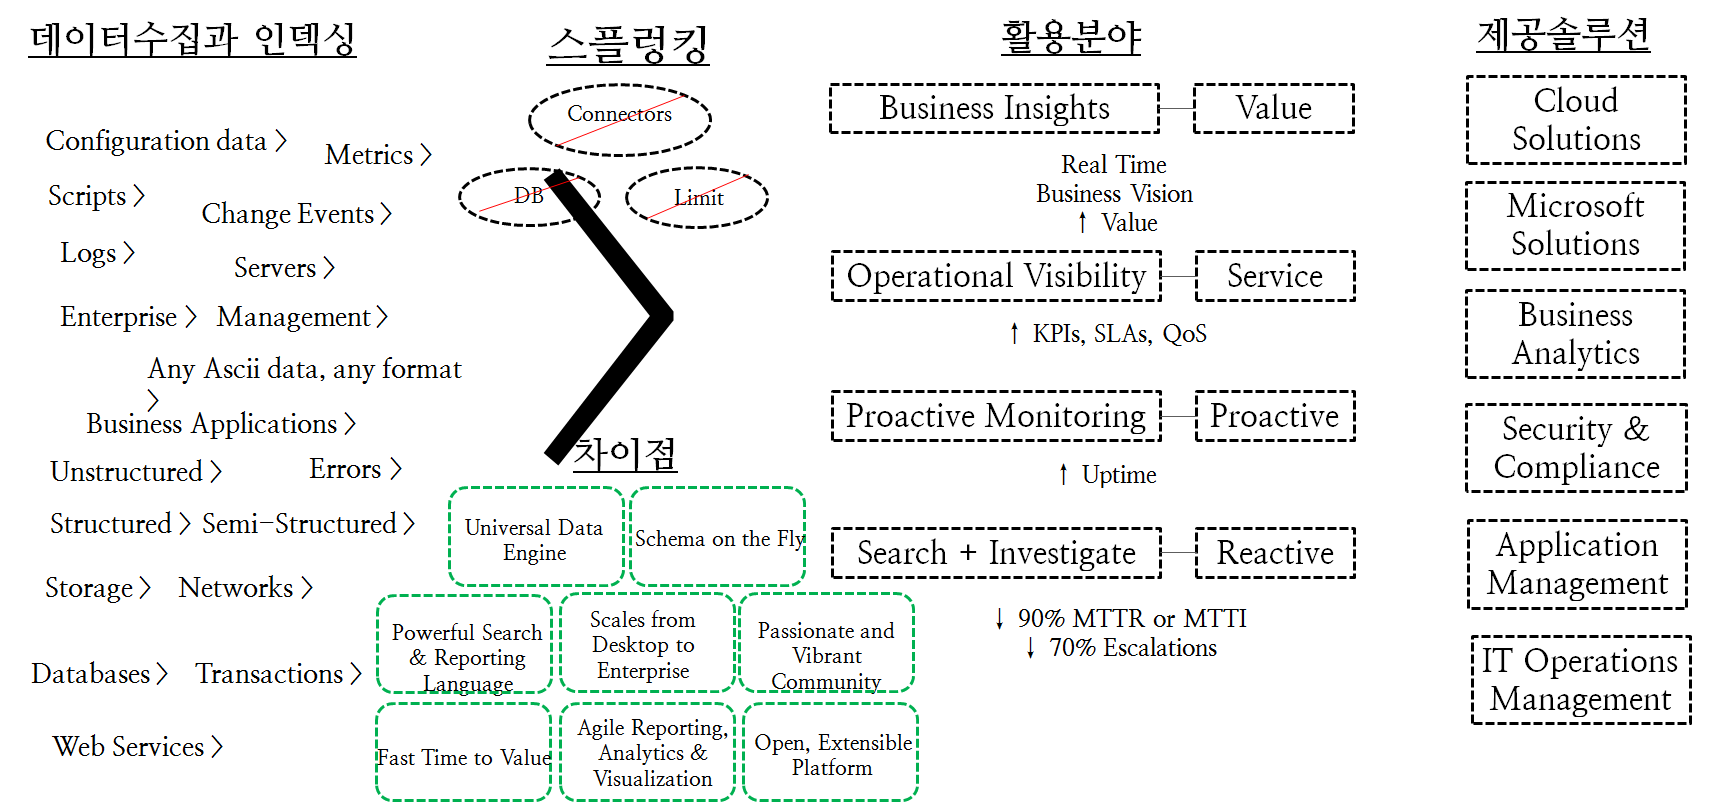 데이터수집과 인덱싱
Configuration data >
Metrics >
Scripts >
Change Events >
Logs >
Servers >
Enterprise > Management >
Any Ascii data, any format
>
Business Applications >
Unstructured >
Errors >
Structured > Semi-Structured >
Storage > Networks >
Databases > Transactions >
Web Services >
스플렁킹
Connectors
DB
Limit
차이점
Universal Data
Engine
Schema on the Fly
Powerful Search
& Reporting
Language
Scales from
Desktop to
Enterprise
Passionate and
Vibrant
Community
Fast Time to Value
Agile Reporting,
Analytics &
Visualization
Open, Extensible
Platform
활용분야
Business Insights
Value
Real Time
Business Vision
↑ Value
Operational Visibility
Service
↑ KPIs, SLAs, QoS
Proactive Monitoring
Proactive
↑ Uptime
Search + Investigate
Reactive
↓ 90% MTTR or MTTI
↓ 70% Escalations
제공솔루션
Cloud
Solutions
Microsoft
Solutions
Business
Analytics
Security &
Compliance
Application
Management
IT Operations
Management